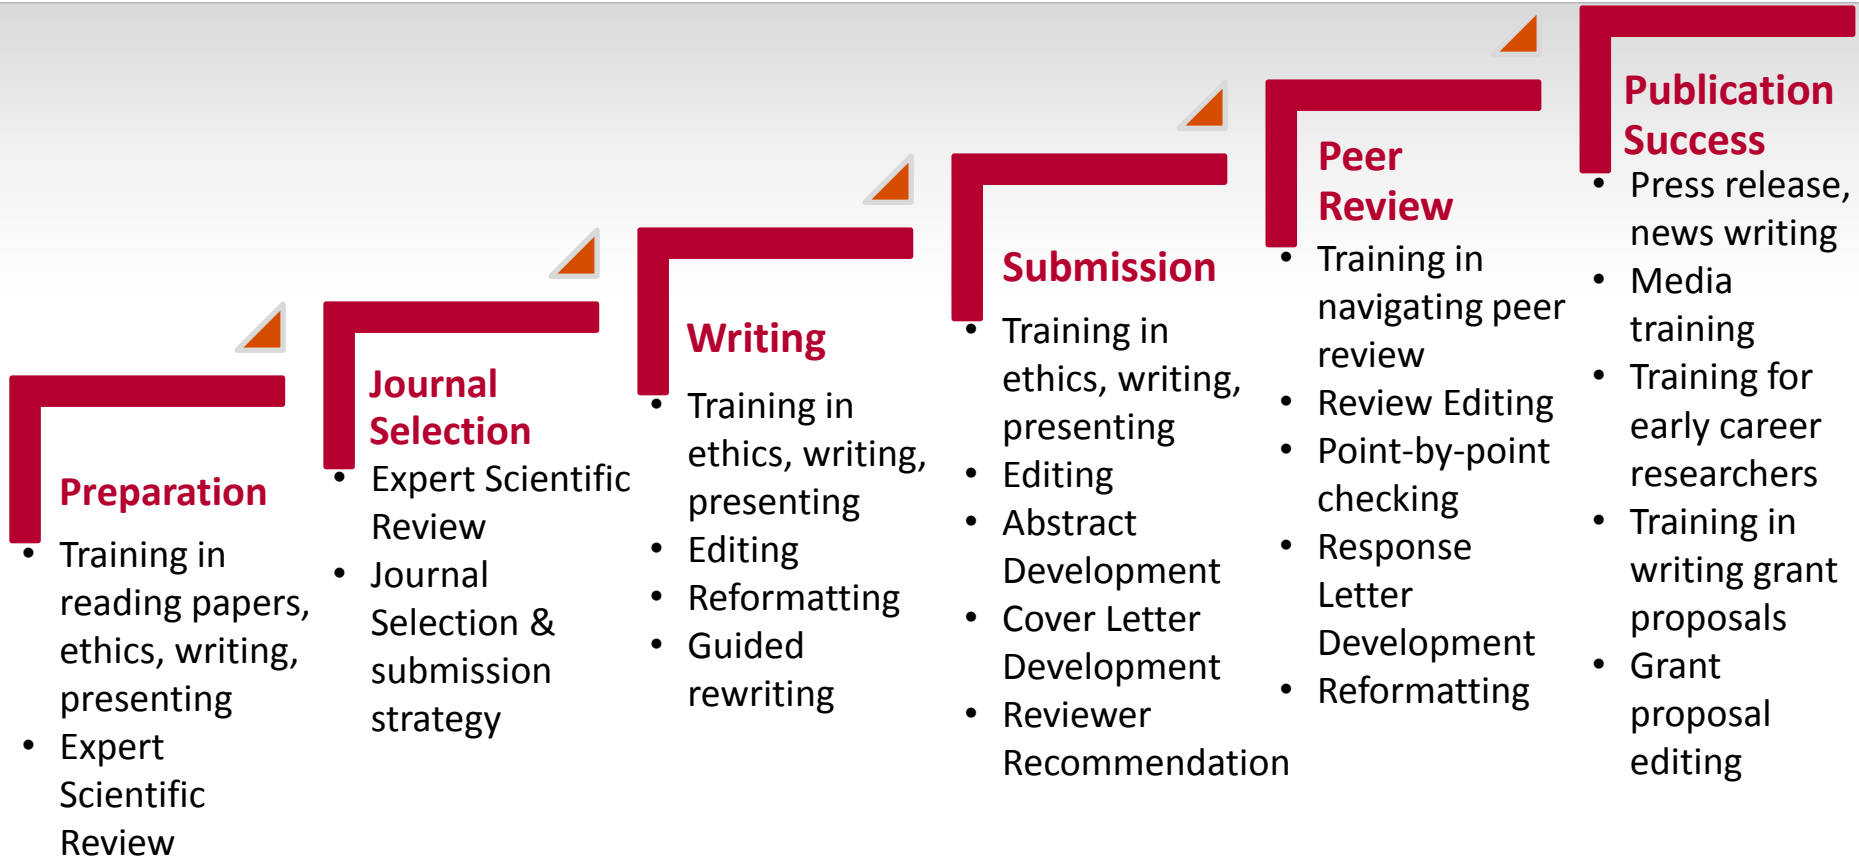 Preparation
• Training in
reading papers,
ethics, writing,
presenting
• Expert
Scientific
Review
Journal
Selection
• Expert Scientific
Review
• Journal
Selection &
submission
strategy
Writing
• Training in
ethics, writing,
presenting
• Editing
• Reformatting
• Guided
rewriting
Submission
• Training in
ethics, writing,
presenting
• Editing
• Abstract
Development
• Cover Letter
Development
• Reviewer
Recommendation
Peer
Review
• Training in
navigating peer
review
• Review Editing
• Point-by-point
checking
• Response
Letter
Development
• Reformatting
Publication
Success
• Press release,
news writing
• Media
training
• Training for
early career
researchers
• Training in
writing grant
proposals
• Grant
proposal
editing